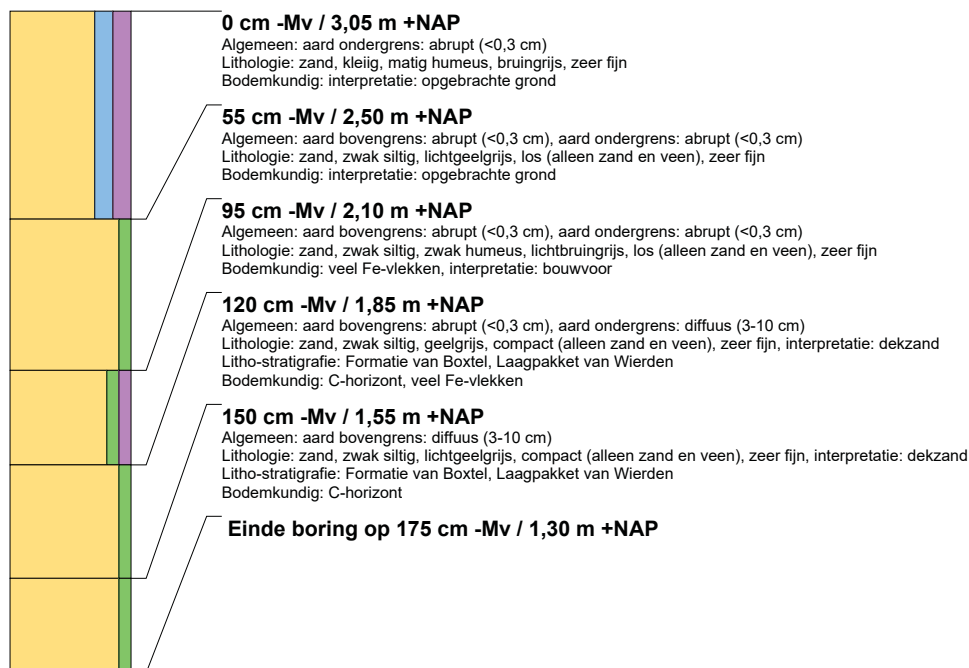 0 cm -Mv / 3,05 m +NAP
Algemeen: aard ondergrens: abrupt (<0,3 cm)
Lithologie: zand, kleiig, matig humeus, bruingrijs, zeer fijn
Bodemkundig: interpretatie: opgebrachte grond
55 cm -Mv / 2,50 m +NAP
Algemeen: aard bovengrens: abrupt (<0,3 cm), aard ondergrens: abrupt (<0,3 cm)
Lithologie: zand, zwak siltig, lichtgeelgrijs, los (alleen zand en veen), zeer fijn
Bodemkundig: interpretatie: opgebrachte grond
95 cm -Mv / 2,10 m +NAP
Algemeen: aard bovengrens: abrupt (<0,3 cm), aard ondergrens: abrupt (<0,3 cm)
Lithologie: zand, zwak siltig, zwak humeus, lichtbruingrijs, los (alleen zand en veen), zeer fijn
Bodemkundig: veel Fe-vlekken, interpretatie: bouwvoor
120 cm -Mv / 1,85 m +NAP
Algemeen: aard bovengrens: abrupt (<0,3 cm), aard ondergrens: diffuus (3-10 cm)
Lithologie: zand, zwak siltig, geelgrijs, compact (alleen zand en veen), zeer fijn, interpretatie: dekzand
Litho-stratigrafie: Formatie van Boxtel, Laagpakket van Wierden
Bodemkundig: C-horizont, veel Fe-vlekken
150 cm -Mv / 1,55 m +NAP
Algemeen: aard bovengrens: diffuus (3-10 cm)
Lithologie: zand, zwak siltig, lichtgeelgrijs, compact (alleen zand en veen), zeer fijn, interpretatie: dekzand
Litho-stratigrafie: Formatie van Boxtel, Laagpakket van Wierden
Bodemkundig: C-horizont
Einde boring op 175 cm -Mv / 1,30 m +NAP